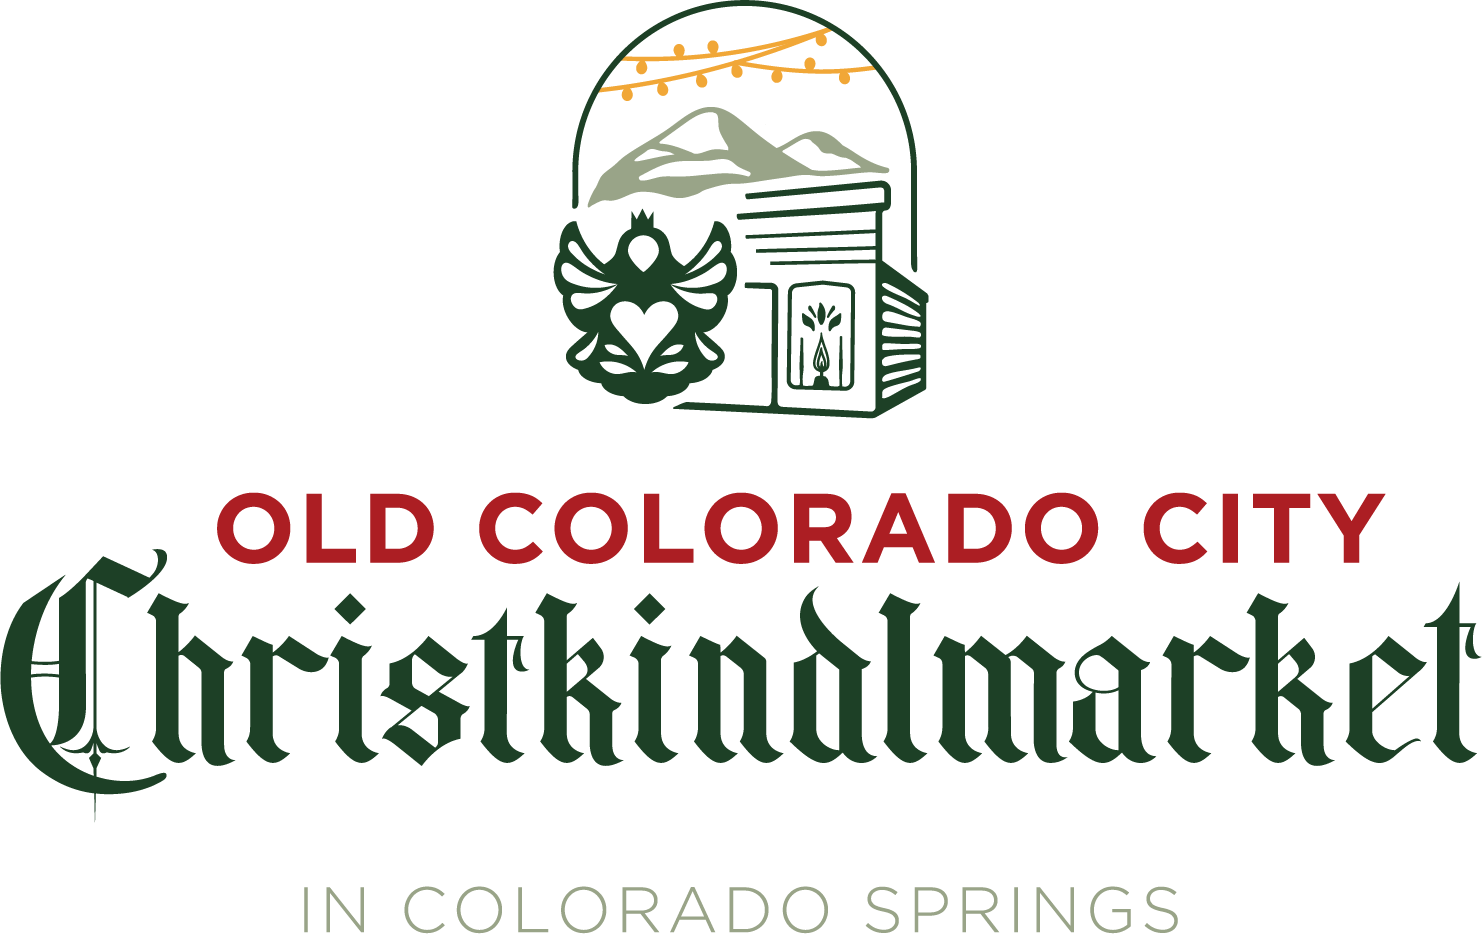 OLD COLORADO CITY
Christkindlmarket
IN COLORADO SPRINGS